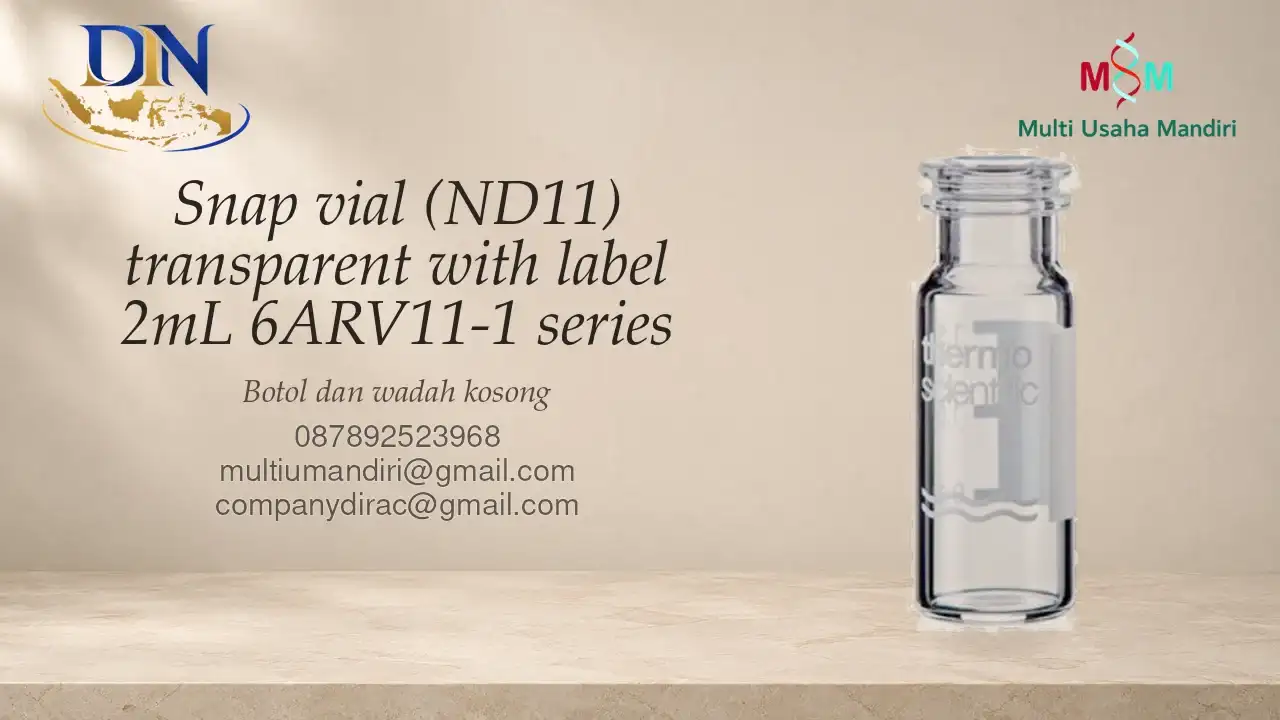 DN
MSM
Multi Usaha Mandiri
Snap vial (ND11)
transparent with label
2mL 6ARV11-1 series
Botol dan wadah kosong
087892523968
multiumandiri@gmail.com
companydirac@gmail.com
thermo
scientific